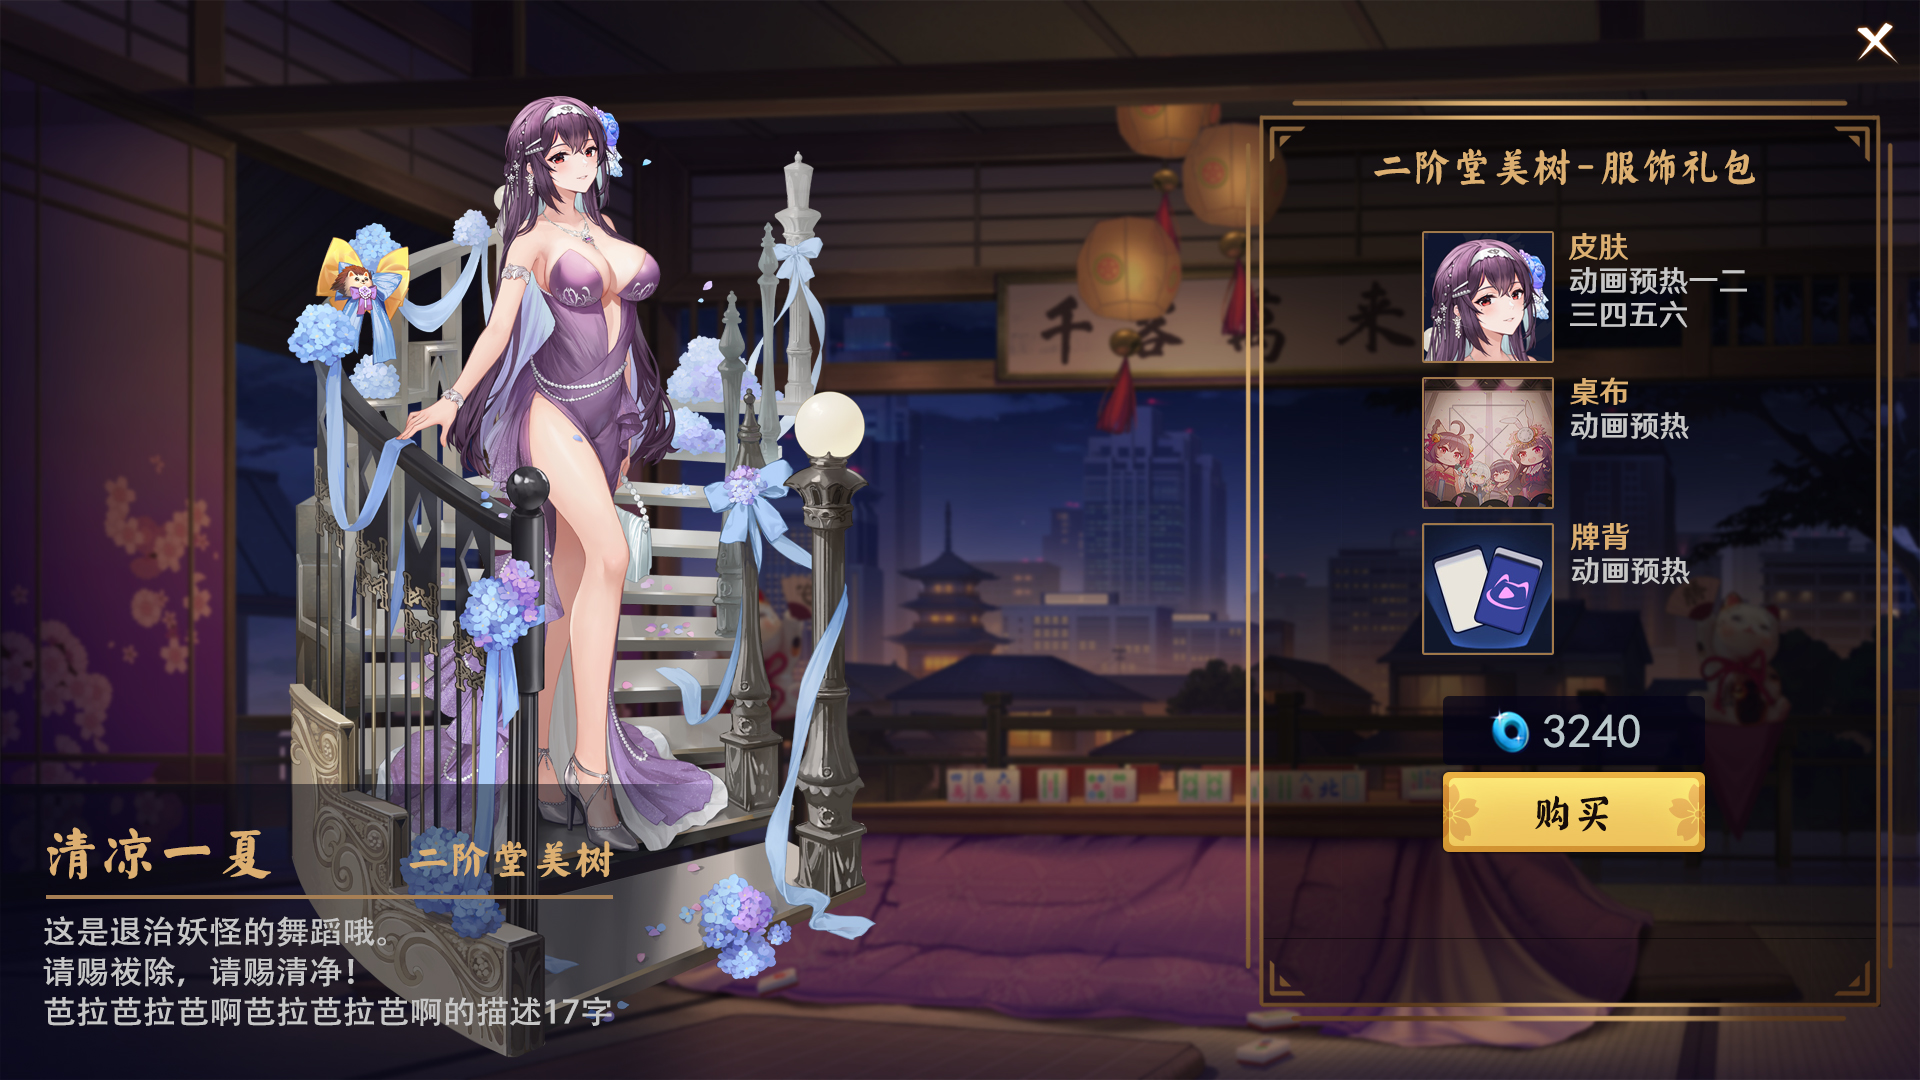 二阶堂美树-服饰礼包
皮肤
动画预热一二
三四五六
桌布
动画预热
牌背
动画预热
3240
购买
清凉一夏
二阶堂美树
这是退治妖怪的舞蹈哦。
请赐祓除，请赐清净！
芭拉芭拉芭啊芭拉芭拉芭啊的描述17字
千客萬来